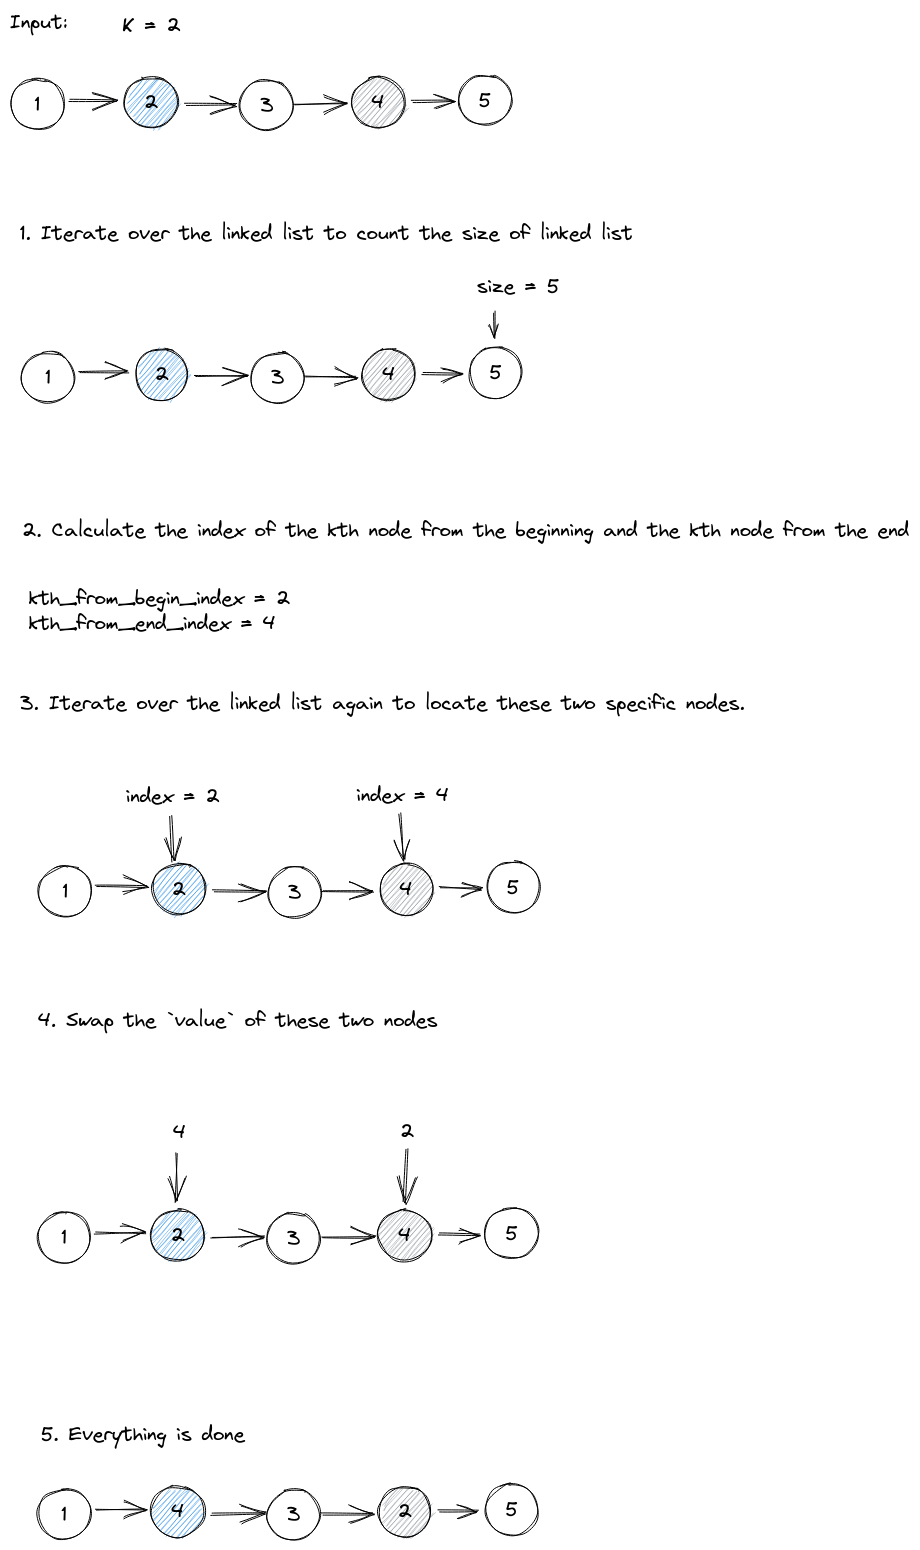 Input: K = 2
1 2 3 4 5
1. Iterate over the linked list to count the size of linked list
size = 5
1 2 3 4 5
2. Calculate the index of the kth node from the beginning and the kth node from the end
kth_from_begin_index = 2
kth_from_end_index = 4
3. Iterate over the linked list again to locate these two specific nodes.
index = 2 index = 4
1 2 3 4 5
4. Swap the `value` of these two nodes
4 2
1 2 3 4 5
5. Everything is done
1 4 3 2 5